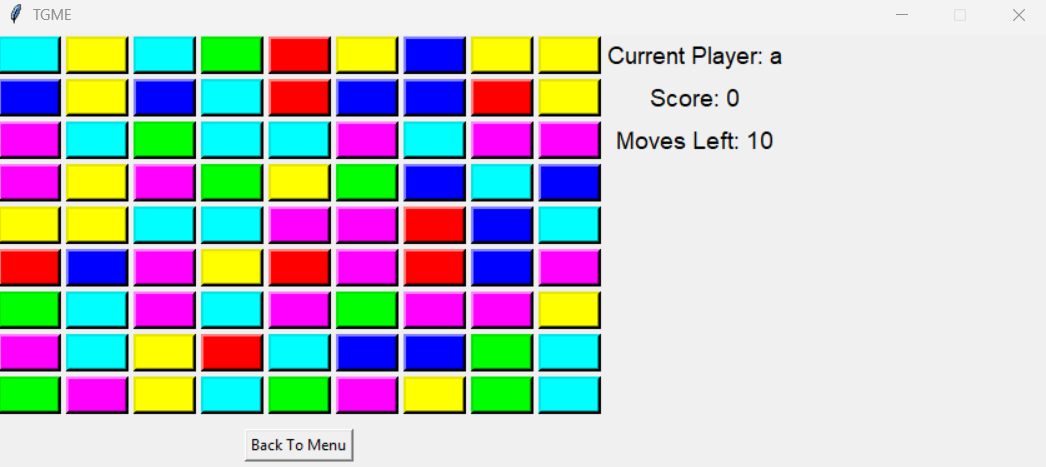 TGME
Current Player: a
Score: 0
Moves Left: 10
Back To Menu